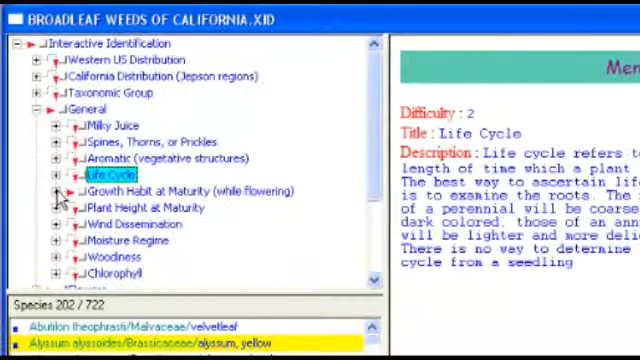 BROADLEAF WEEDS OF CALIFORNIA.XID
Interactive Identification
Western US Distribution
California Distribution (Jepson regions)
Taxonomic Group
General
Milky Juice
Spines, Thorns, or Prickles
Aromatic (vegetative structures)
Life Cycle
Growth Habit at Maturity (while flowering)
Plant Height at Maturity
Wind Dissemination
Moisture Regime
Woodiness
Chlorophyll
Species 202 / 722
Abutilon theophrasti/Malvaceae/velvetleaf
Alyssum alyssoides/Brassicaceae/alyssum, yellow
Men
Difficulty : 2
Title : Life Cycle
Description : Life cycle refers to
length of time which a plant
The best way to ascertain life
is to examine the roots. The
of a perennial will be coarse
dark colored, those of an ann
will be lighter and more deli
There is no way to determine
cycle from a seedling